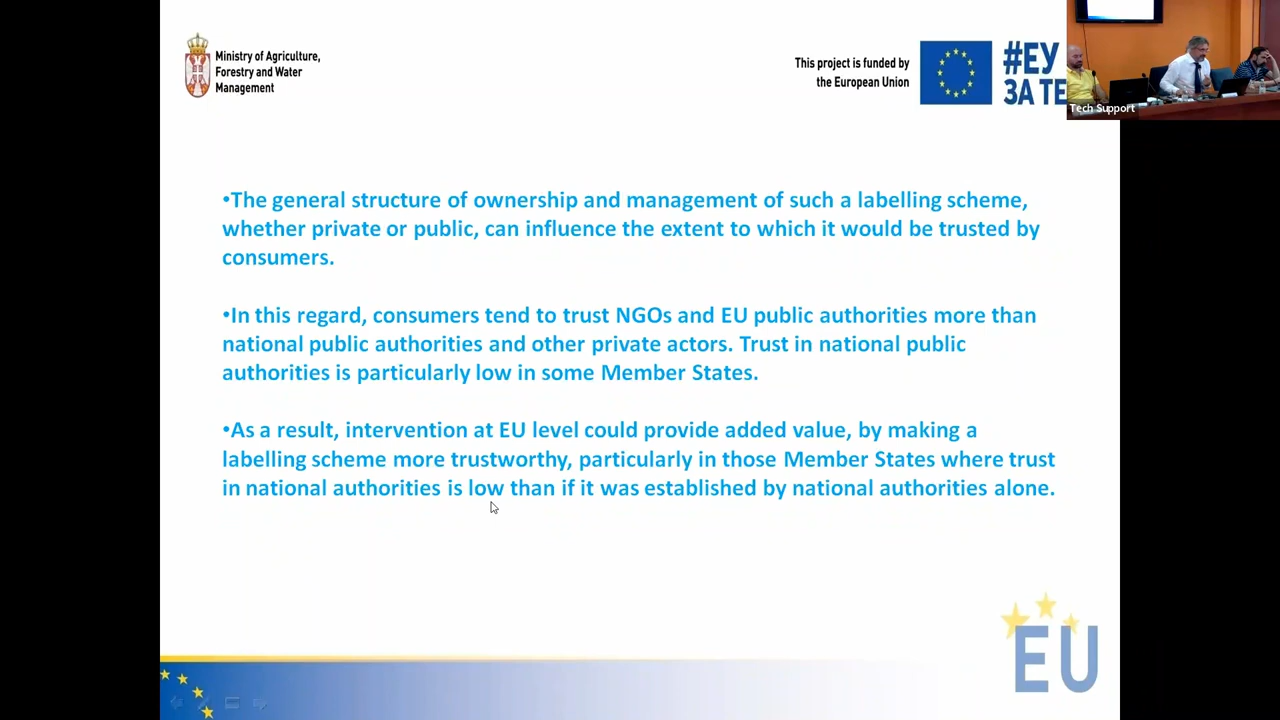 Ministry of Agriculture,
Forestry and Water
Management
This project is funded by
the European Union
#ЕУ
ЗА ТЕ
Tech Support
•The general structure of ownership and management of such a labelling scheme,
whether private or public, can influence the extent to which it would be trusted by
consumers.
•In this regard, consumers tend to trust NGOs and EU public authorities more than
national public authorities and other private actors. Trust in national public
authorities is particularly low in some Member States.
•As a result, intervention at EU level could provide added value, by making a
labelling scheme more trustworthy, particularly in those Member States where trust
in national authorities is low than if it was established by national authorities alone.
EU